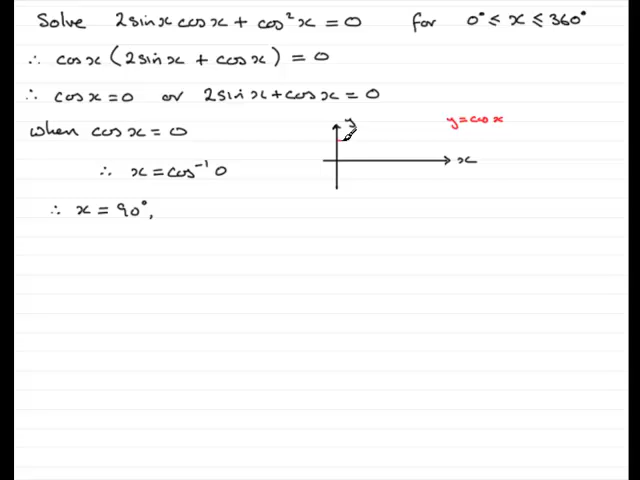 Solve 2sinx cosx + cos²x = 0 for 0° ≤ x ≤ 360°
∴ cosx (2sinx + cosx) = 0
∴ cosx = 0 or 2sinx + cosx = 0
when cosx = 0
y
y = cosx
x
∴ x = cos⁻¹ 0
∴ x = 90°,